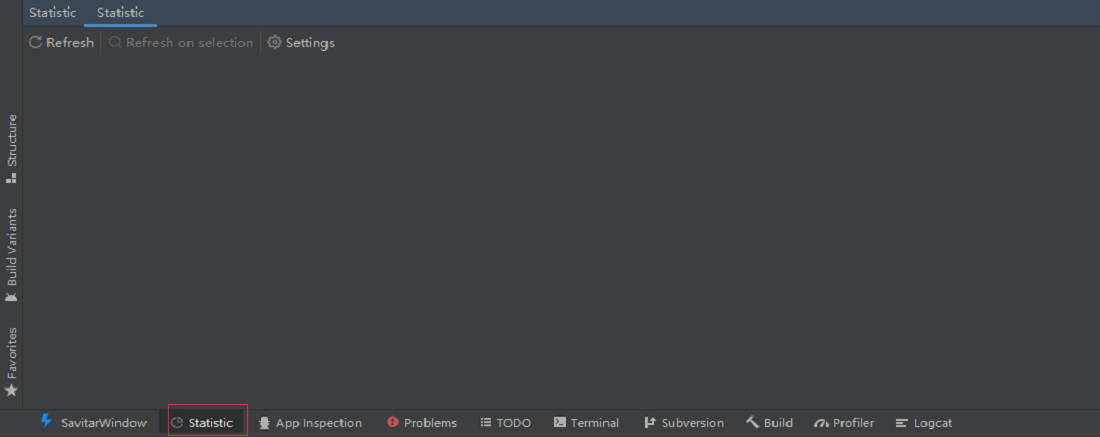 Statistic Statistic
Refresh Refresh on selection Settings
Structure
Build Variants
Favorites
SavitarWindow Statistic App Inspection Problems TODO Terminal Subversion Build Profiler Logcat